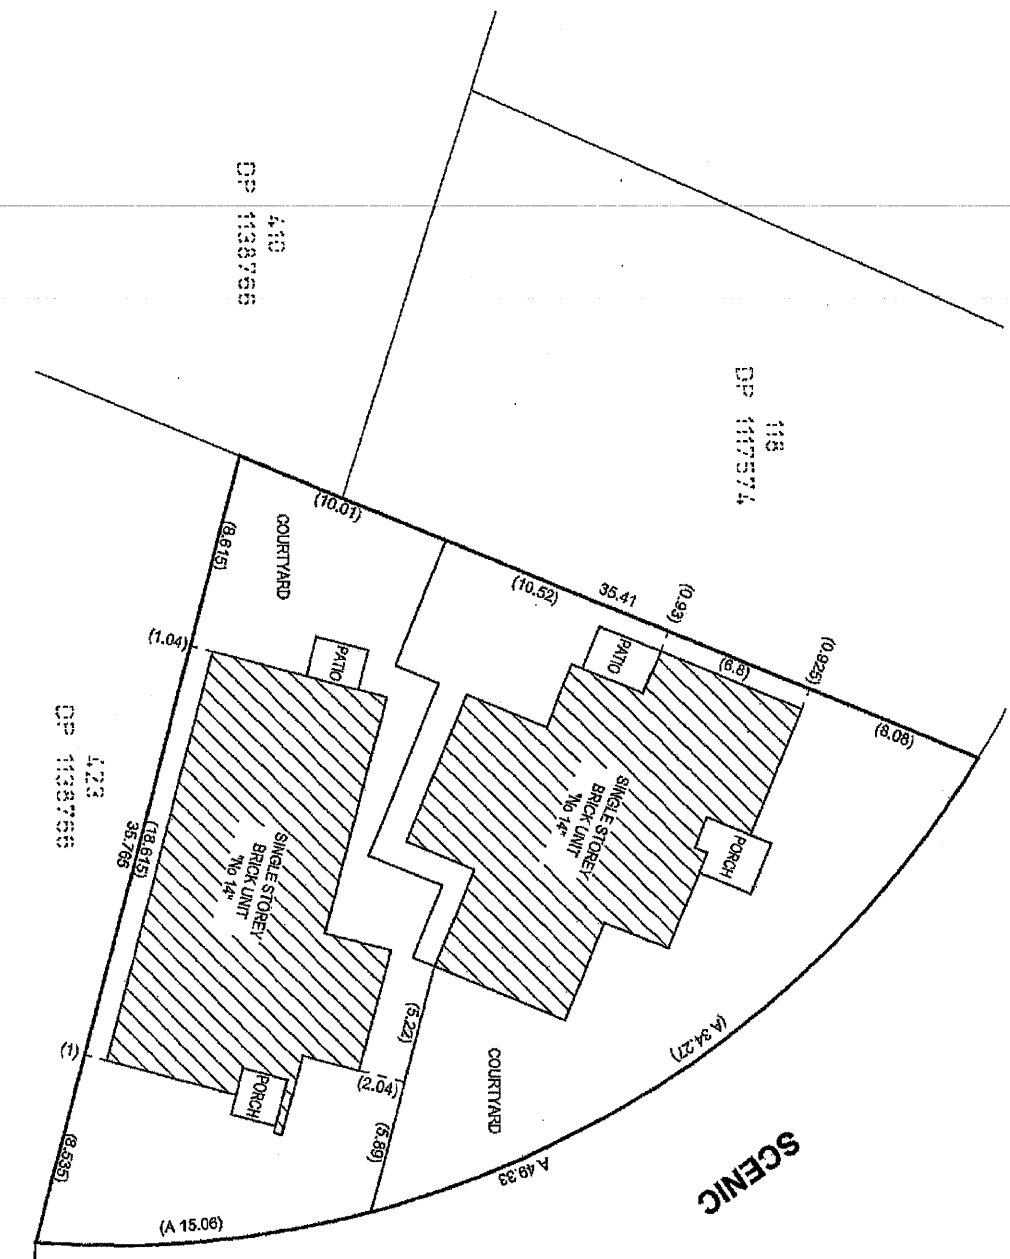 410
DP 1138766
118
DP 1117574
(10.01)
COURTYARD
(8.615)
(10.52)
35.41
(0.93)
(6.8)
(0.925)
(8.08)
PATIO
PATIO
(1.04)
423
DP 1138766
(18.615)
35.765
SINGLE STOREY
BRICK UNIT
"No 14"
SINGLE STOREY
BRICK UNIT
"No 14"
PORCH
(5.22)
(2.04)
(5.89)
COURTYARD
(A 34.27)
A 49.33
SCENIC
(1)
PORCH
(8.535)
(A 15.06)